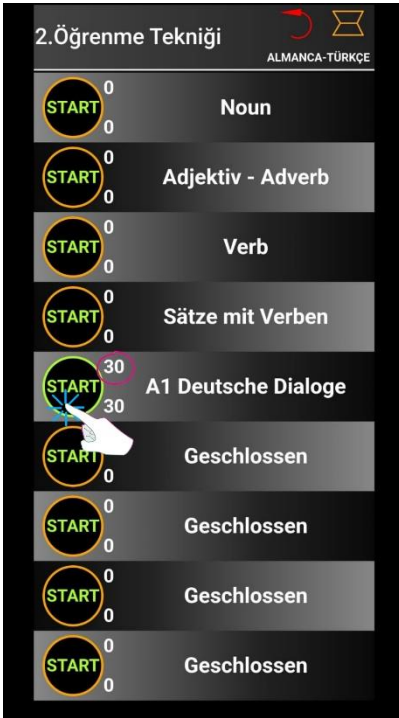 2.Öğrenme Tekniği
ALMANCA-TÜRKÇE
START 0 0 Noun
START 0 0 Adjektiv - Adverb
START 0 0 Verb
START 0 0 Sätze mit Verben
START 30 30 A1 Deutsche Dialoge
START 0 Geschlossen
START 0 0 Geschlossen
START 0 0 Geschlossen
START 0 0 Geschlossen